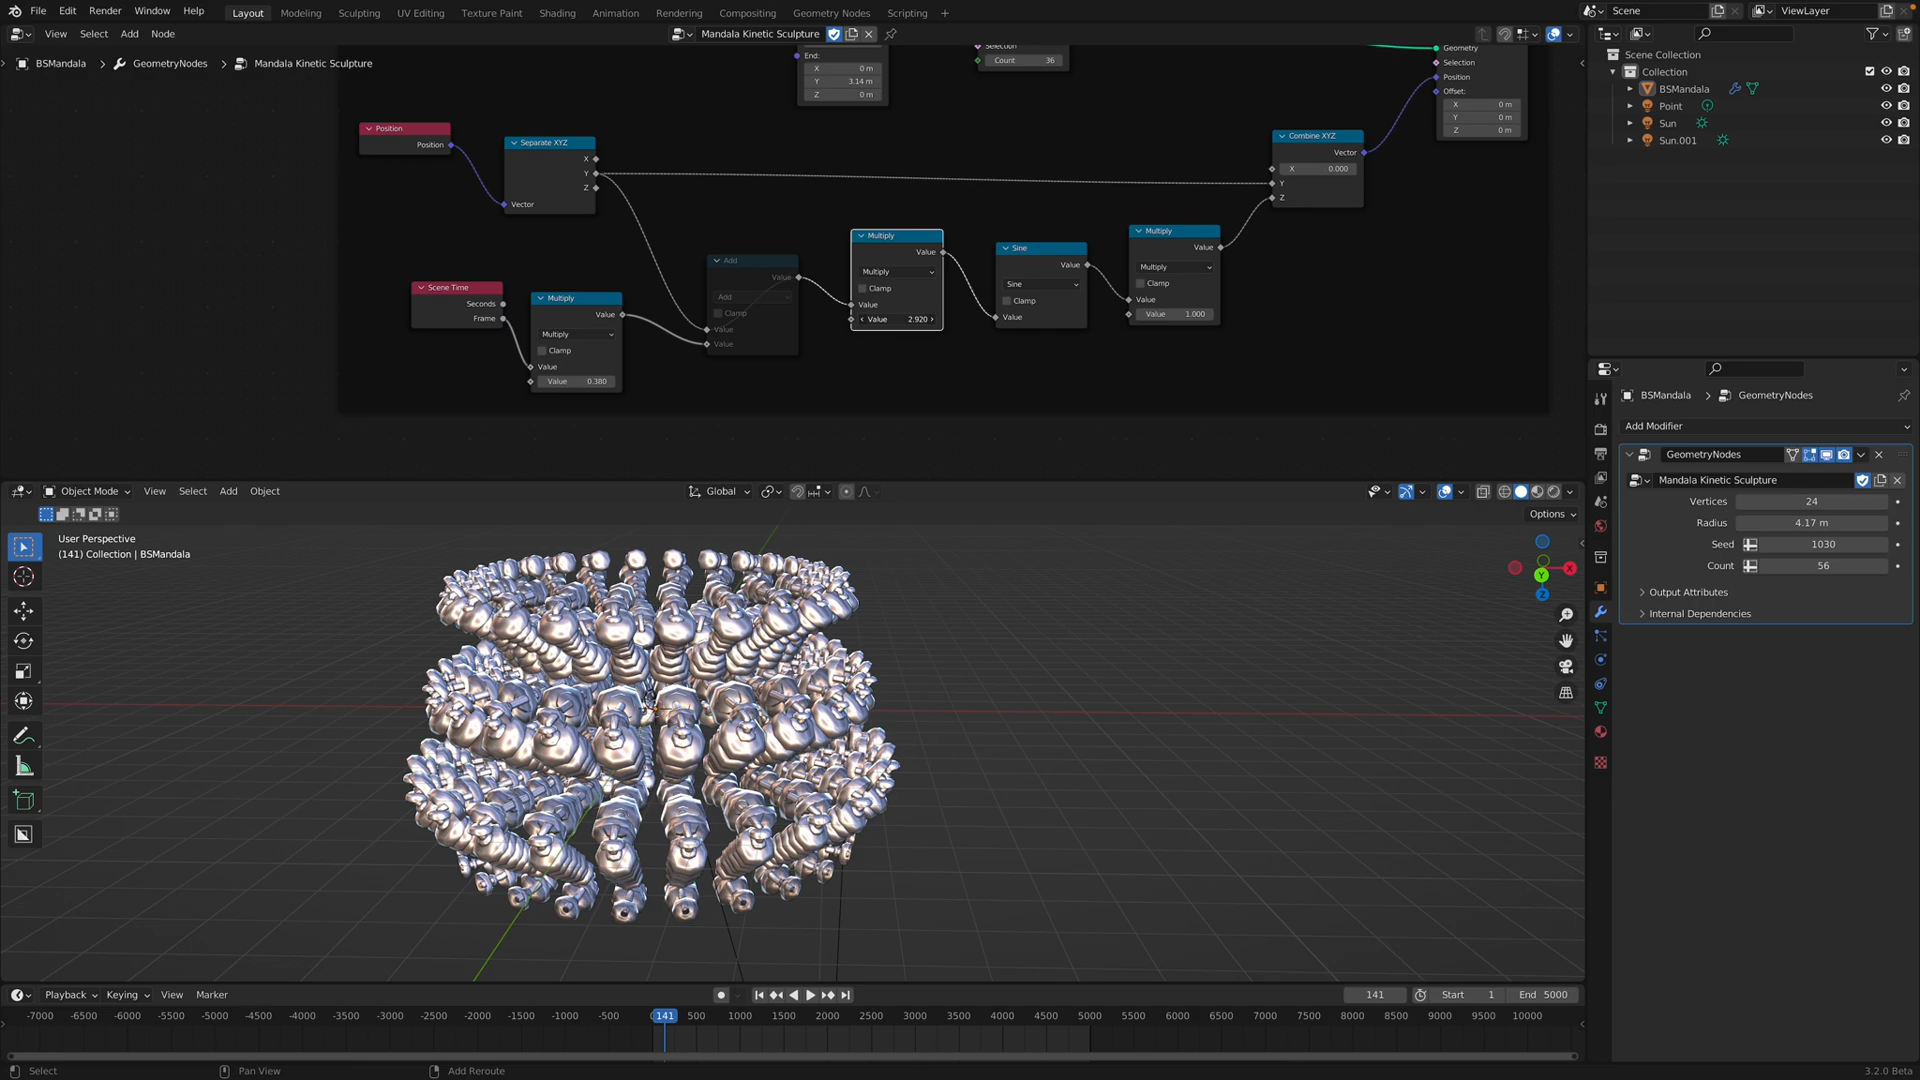 File Edit Render Window Help Layout Modeling Sculpting UV Editing Texture Paint Shading Animation Rendering Compositing Geometry Nodes Scripting + Scene ViewLayer
View Select Add Node Mandala Kinetic Sculpture
BSMandala > GeometryNodes > Mandala Kinetic Sculpture
Scene Collection
Collection
BSMandala
Point
Sun
Sun.001
End:
X 0 m
Y 3.14 m
Z 0 m
Selection
Count 36
Geometry
Selection
Position
Offset:
X 0 m
Y 0 m
Z 0 m
Position
Position
Separate XYZ
X
Y
Z
Vector
Combine XYZ
Vector
X 0.000
Y
Z
Scene Time
Seconds
Frame
Multiply
Value
Multiply
Clamp
Value
Value 0.380
Add
Value
Add
Clamp
Value
Value
Multiply
Value
Multiply
Clamp
Value
Value 2.920
Sine
Value
Sine
Clamp
Value
Multiply
Value
Multiply
Clamp
Value
Value 1.000
BSMandala > GeometryNodes
Add Modifier
GeometryNodes
Mandala Kinetic Sculpture
Vertices 24
Radius 4.17 m
Seed 1030
Count 56
Output Attributes
Internal Dependencies
Object Mode View Select Add Object Global
Options
User Perspective
(141) Collection | BSMandala
X
Y
Z
Playback Keying View Marker 141 Start 1 End 5000
-7000 -6500 -6000 -5500 -5000 -4500 -4000 -3500 -3000 -2500 -2000 -1500 -1000 -500 141 500 1000 1500 2000 2500 3000 3500 4000 4500 5000 5500 6000 6500 7000 7500 8000 8500 9000 9500 10000
Select Pan View Add Reroute 3.2.0 Beta